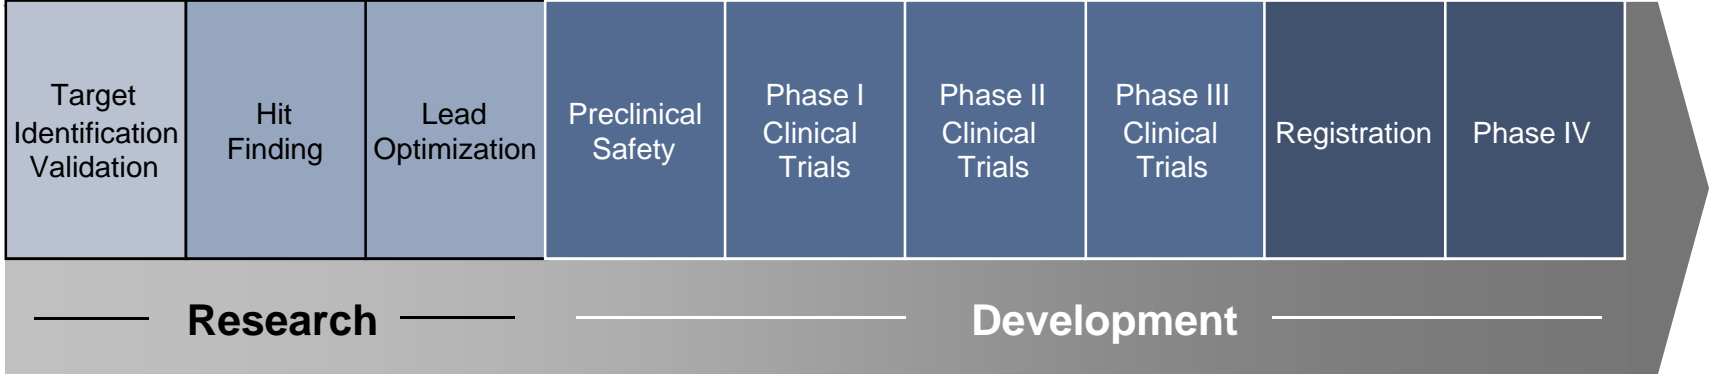 Target
Identification
Validation
Hit
Finding
Lead
Optimization
Preclinical
Safety
Phase I
Clinical
Trials
Phase II
Clinical
Trials
Phase III
Clinical
Trials
Registration
Phase IV
Research
Development